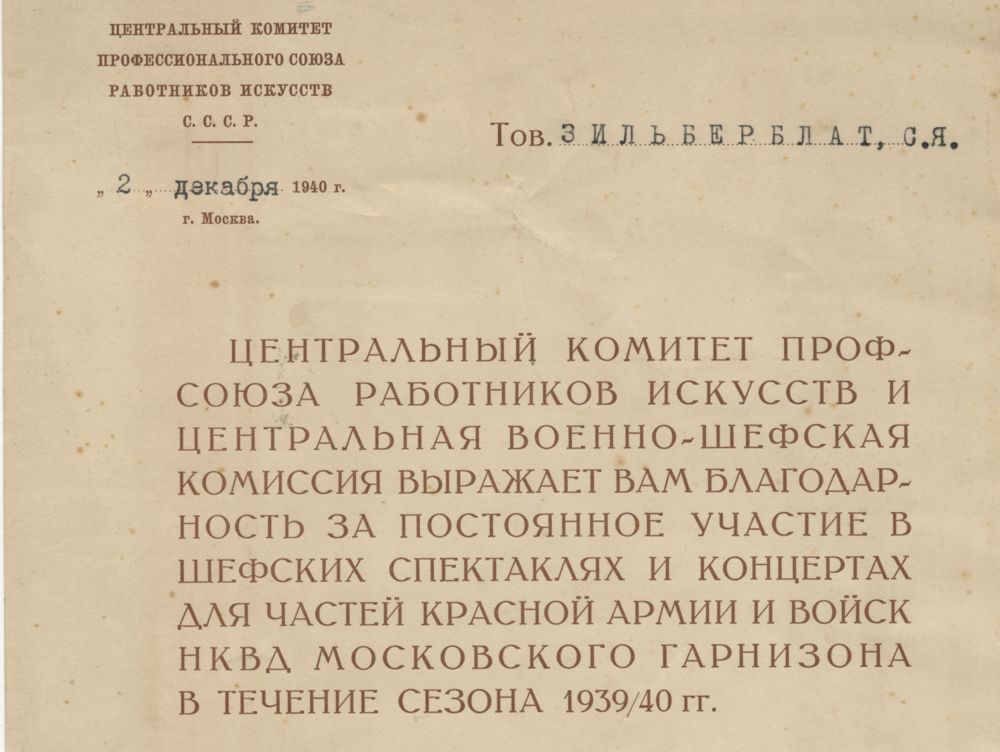 ЦЕНТРАЛЬНЫЙ КОМИТЕТ
ПРОФЕССИОНАЛЬНОГО СОЮЗА
РАБОТНИКОВ ИСКУССТВ
С. С. С. Р.
„ 2 „ декабря 1940 г.
г. Москва.
Тов. ЗИЛЬБЕРБЛАТ, С.Я.
ЦЕНТРАЛЬНЫЙ КОМИТЕТ ПРОФ-
СОЮЗА РАБОТНИКОВ ИСКУССТВ И
ЦЕНТРАЛЬНАЯ ВОЕННО-ШЕФСКАЯ
КОМИССИЯ ВЫРАЖАЕТ ВАМ БЛАГОДАР-
НОСТЬ ЗА ПОСТОЯННОЕ УЧАСТИЕ В
ШЕФСКИХ СПЕКТАКЛЯХ И КОНЦЕРТАХ
ДЛЯ ЧАСТЕЙ КРАСНОЙ АРМИИ И ВОЙСК
НКВД МОСКОВСКОГО ГАРНИЗОНА
В ТЕЧЕНИЕ СЕЗОНА 1939/40 гг.